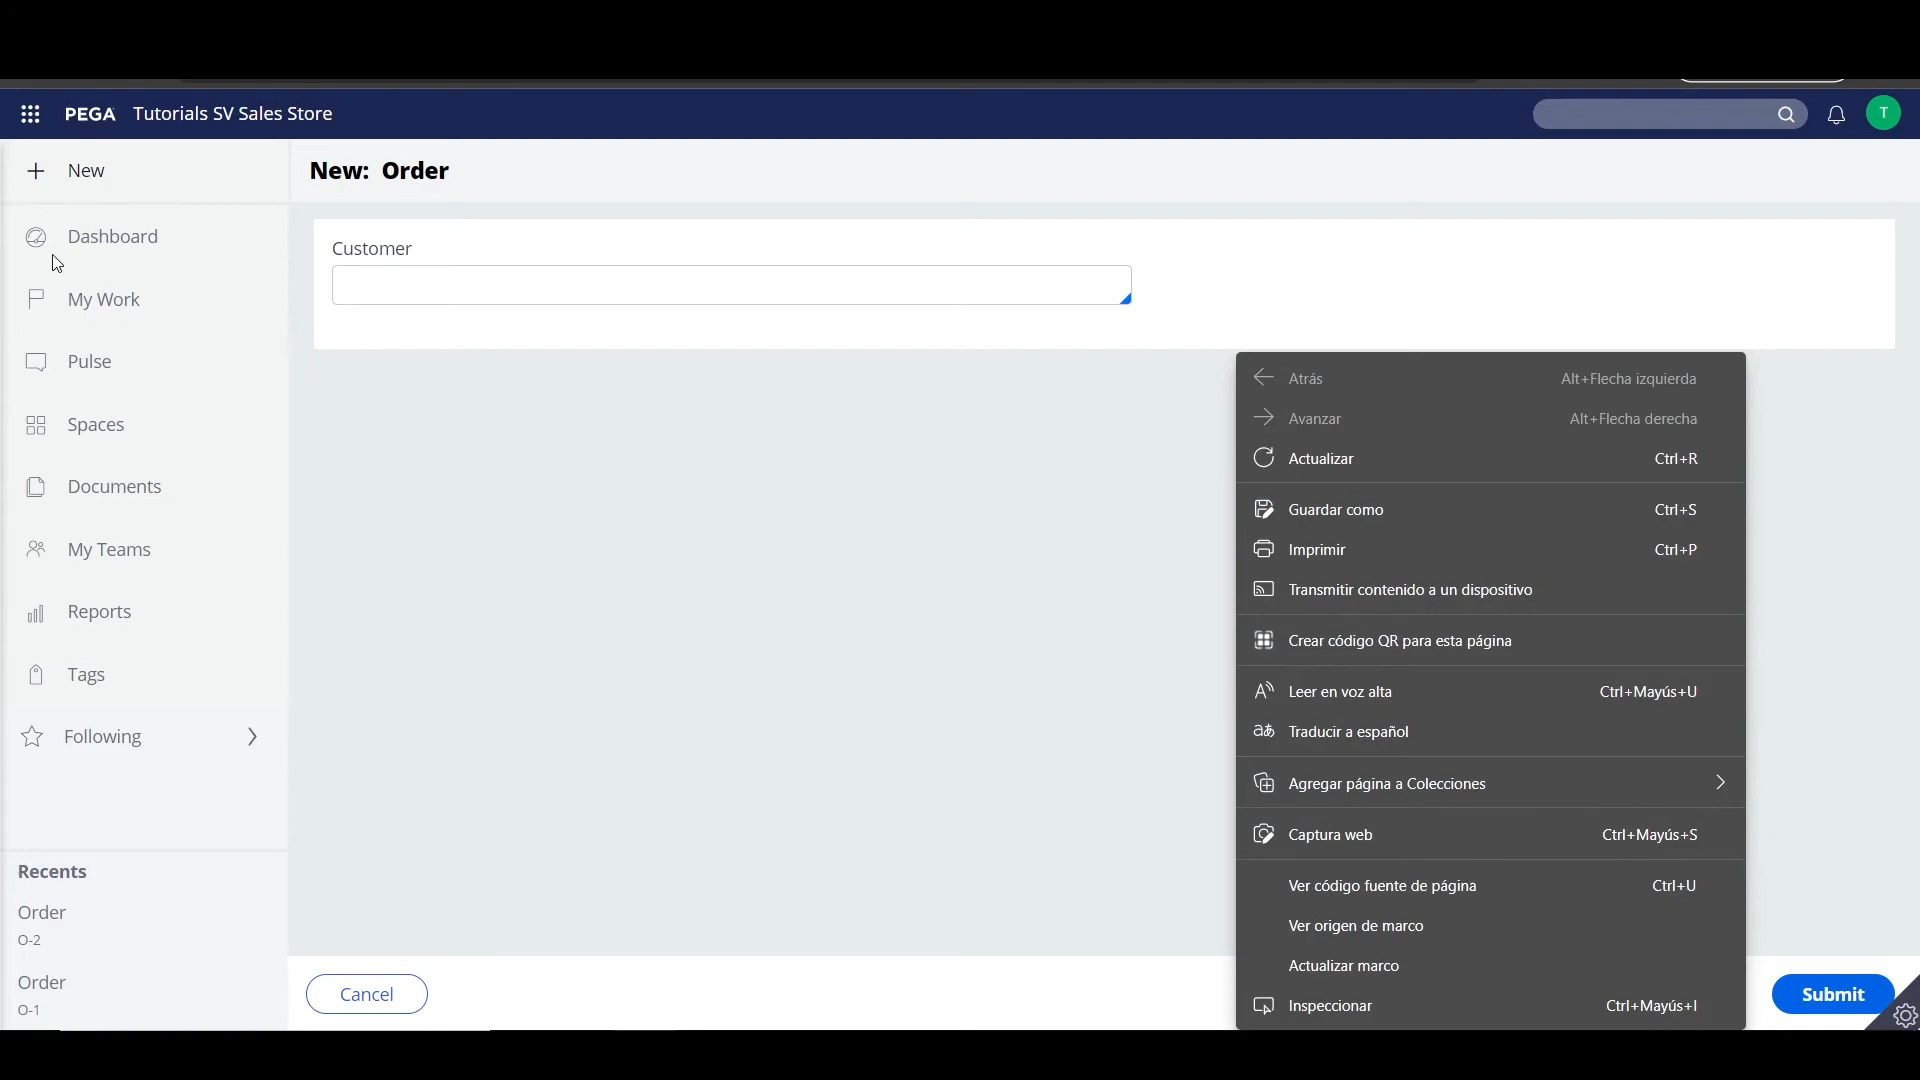 PEGA Tutorials SV Sales Store
T
New
New: Order
Dashboard
My Work
Pulse
Spaces
Documents
My Teams
Reports
Tags
Following
Recents
Order
O-2
Order
O-1
Customer
Atrás Alt+Flecha izquierda
Avanzar Alt+Flecha derecha
Actualizar Ctrl+R
Guardar como Ctrl+S
Imprimir Ctrl+P
Transmitir contenido a un dispositivo
Crear código QR para esta página
Leer en voz alta Ctrl+Mayús+U
Traducir a español
Agregar página a Colecciones
Captura web Ctrl+Mayús+S
Ver código fuente de página Ctrl+U
Ver origen de marco
Actualizar marco
Inspeccionar Ctrl+Mayús+I
Cancel
Submit